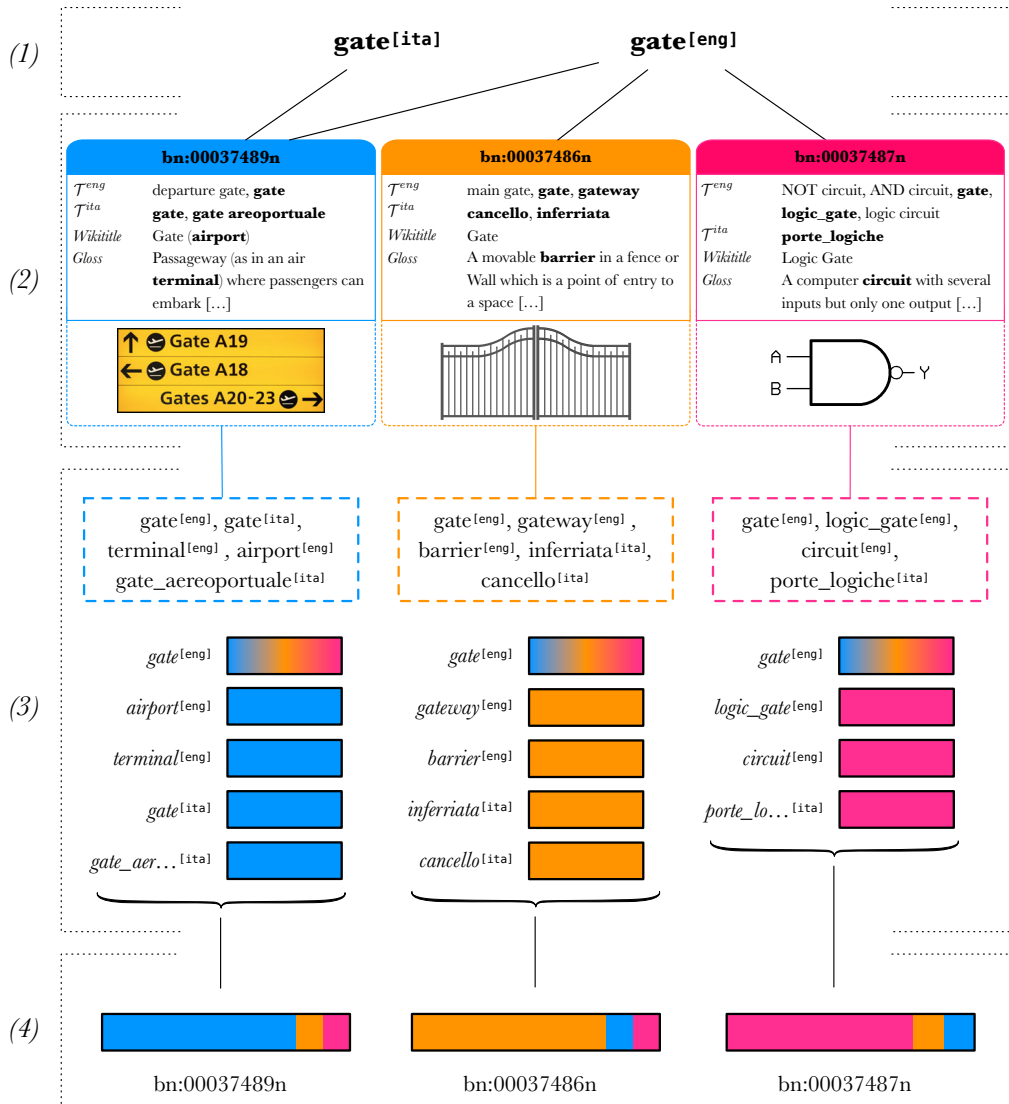 (1)
gate[ita]
gate[eng]
(2)
bn:00037489n
T^eng departure gate, gate
T^ita gate, gate areoportuale
Wikititle Gate (airport)
Gloss Passageway (as in an air
terminal) where passengers can
embark […]
↑ Gate A19
← Gate A18
Gates A20-23 →
bn:00037486n
T^eng main gate, gate, gateway
T^ita cancello, inferriata
Wikititle Gate
Gloss A movable barrier in a fence or
Wall which is a point of entry to
a space […]
bn:00037487n
T^eng NOT circuit, AND circuit, gate,
logic_gate, logic circuit
T^ita porte_logiche
Wikititle Logic Gate
Gloss A computer circuit with several
inputs but only one output […]
A
B
Y
(3)
gate[eng], gate[ita],
terminal[eng] , airport[eng]
gate_aereoportuale[ita]
gate[eng], gateway[eng] ,
barrier[eng], inferriata[ita],
cancello[ita]
gate[eng], logic_gate[eng],
circuit[eng],
porte_logiche[ita]
gate[eng]
airport[eng]
terminal[eng]
gate[ita]
gate_aer…[ita]
gate[eng]
gateway[eng]
barrier[eng]
inferriata[ita]
cancello[ita]
gate[eng]
logic_gate[eng]
circuit[eng]
porte_lo…[ita]
(4)
bn:00037489n
bn:00037486n
bn:00037487n